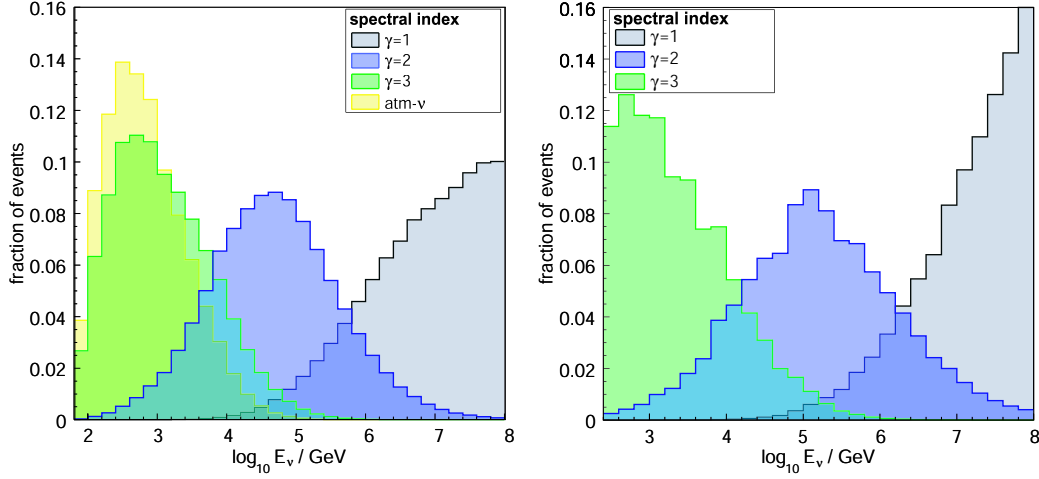 0.16
0.14
0.12
0.1
0.08
0.06
0.04
0.02
0
fraction of events
spectral index
γ=1
γ=2
γ=3
atm-ν
2 3 4 5 6 7 8
log10 Eν / GeV
0.16
0.14
0.12
0.1
0.08
0.06
0.04
0.02
0
fraction of events
spectral index
γ=1
γ=2
γ=3
3 4 5 6 7 8
log10 Eν / GeV